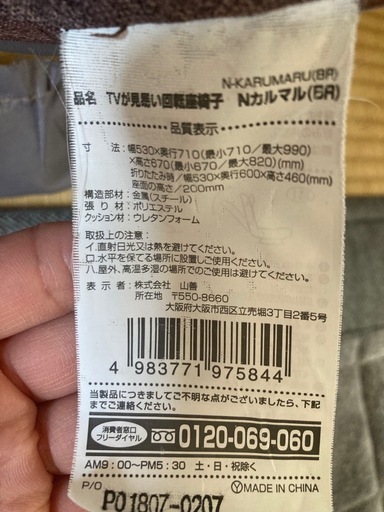 N-KARUMARU(BR)
品名 TVが見易い回転座椅子 Nカルマル(BR)
品質表示
寸法:幅530×奥行710(最小710/最大990)
×高さ670(最小670/最大820)(mm)
折りたたみ時/幅530×奥行600×高さ460(mm)
座面の高さ/200mm
構造部材:金属(スチール)
張り材:ポリエステル
クッション材:ウレタンフォーム
取扱上の注意:
イ.直射日光又は熱を避けてください。
ロ.水平を保てる場所に設置しご使用ください。
ハ.屋外、高温多湿の場所でのご使用は避けてください。
表示者:株式会社 山善
所在地 〒550-8660
大阪府大阪市西区立売堀3丁目2番5号
4 983771 975844
当製品につきましてご不明な点がございましたら、下記
までご連絡ください。
消費者窓口
フリーダイヤル 0120-069-060
AM9:00〜PM5:30 土・日・祝除く
P/O
P01807-0207 ⓨMADE IN CHINA